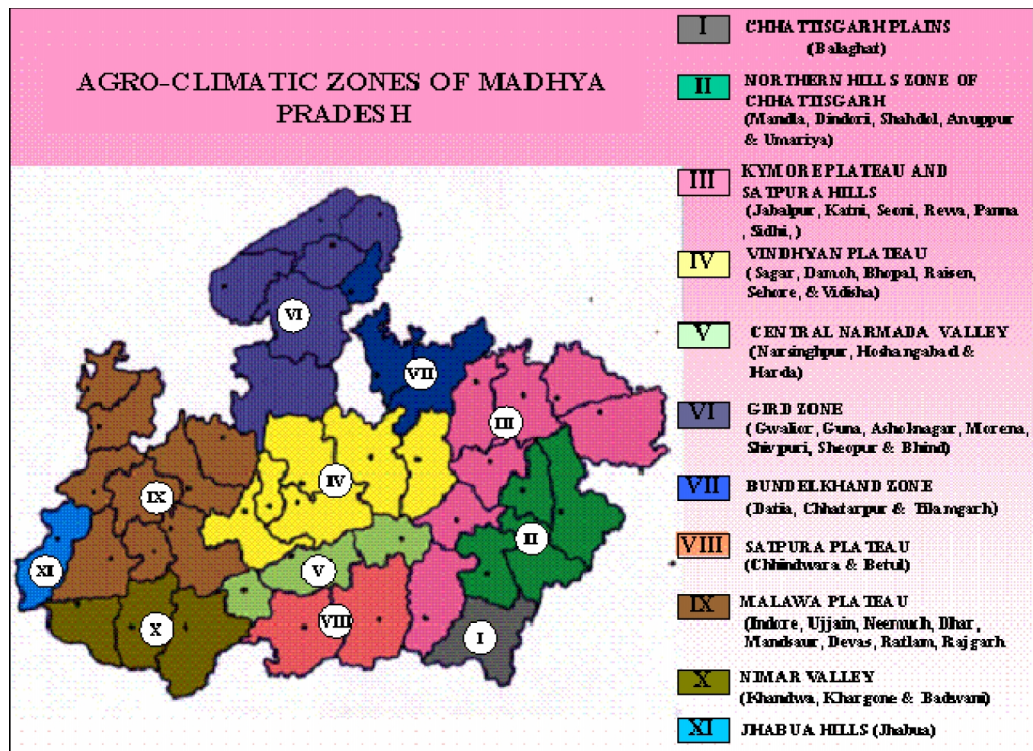 AGRO-CLIMATIC ZONES OF MADHYA
PRADESH
I CHHATTISGARH PLAINS
(Balaghat)
II NORTHERN HILLS ZONE OF
CHHATTISGARH
(Mandla, Dindori, Shahdol, Anuppur
& Umariya)
III KYMORE PLATEAU AND
SATPURA HILLS
(Jabalpur, Katni, Seoni, Rewa, Panna
, Sidhi, )
IV VINDHYAN PLATEAU
(Sagar, Damoh, Bhopal, Raisen,
Sehore, & Vidisha)
V CENTRAL NARMADA VALLEY
(Narsinghpur, Hoshangabad &
Harda)
VI GIRD ZONE
(Gwalior, Guna, Ashoknagar, Morena,
Shivpuri, Sheopur & Bhind)
VII BUNDELKHAND ZONE
(Datia, Chhatarpur & Tikamgarh)
VIII SATPURA PLATEAU
(Chhindwara & Betul)
IX MALAWA PLATEAU
(Indore, Ujjain, Neemuch, Dhar,
Mandsaur, Devas, Ratlam, Rajgarh
X NIMAR VALLEY
(Khandwa, Khargone & Badwani)
XI JHABUA HILLS (Jhabua)
VI
VII
III
IV
IX
II
XI
V
VIII
X
I